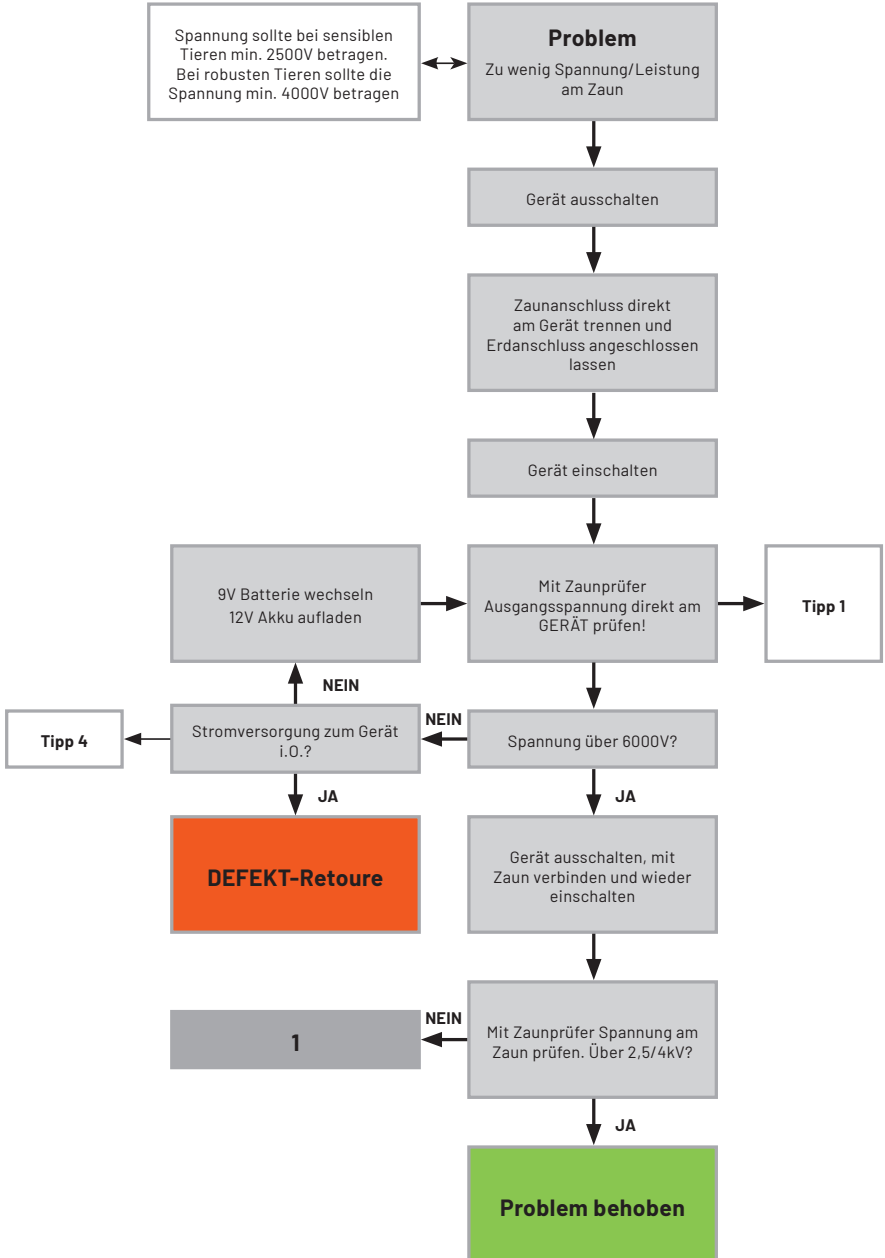 Spannung sollte bei sensiblen
Tieren min. 2500V betragen.
Bei robusten Tieren sollte die
Spannung min. 4000V betragen
Problem
Zu wenig Spannung/Leistung
am Zaun
Gerät ausschalten
Zaunanschluss direkt
am Gerät trennen und
Erdanschluss angeschlossen
lassen
Gerät einschalten
9V Batterie wechseln
12V Akku aufladen
Mit Zaunprüfer
Ausgangsspannung direkt am
GERÄT prüfen!
Tipp 1
NEIN
Tipp 4
Stromversorgung zum Gerät
i.O.?
NEIN
Spannung über 6000V?
JA
JA
DEFEKT-Retoure
Gerät ausschalten, mit
Zaun verbinden und wieder
einschalten
1
NEIN
Mit Zaunprüfer Spannung am
Zaun prüfen. Über 2,5/4kV?
JA
Problem behoben